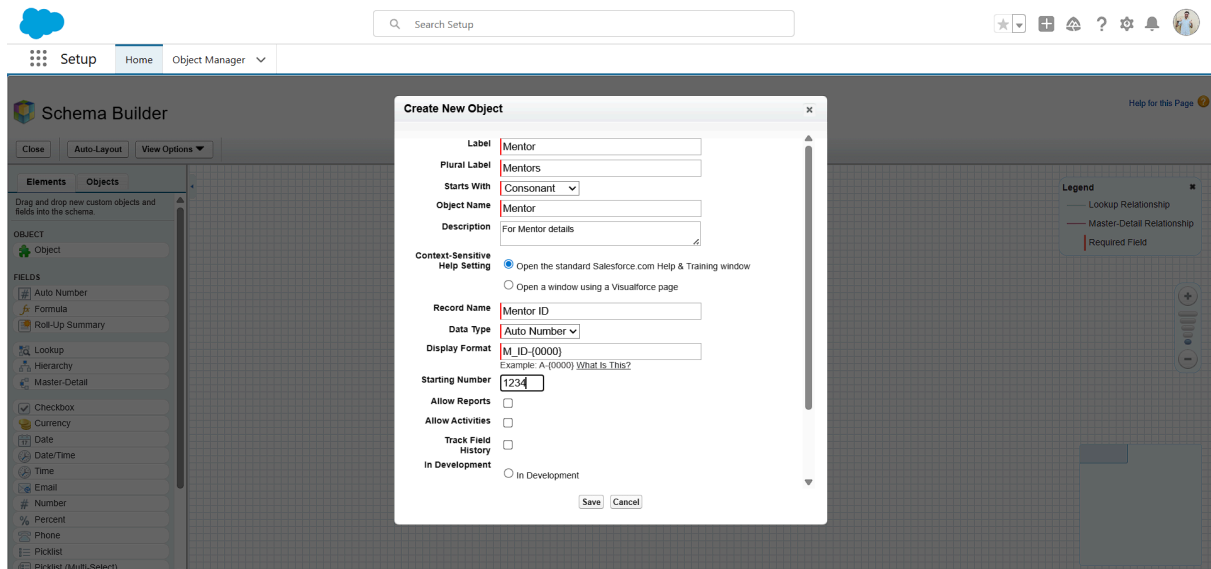 Search Setup
Setup
Home
Object Manager
Schema Builder
Help for this Page
Close
Auto-Layout
View Options
Elements
Objects
Drag and drop new custom objects and
fields into the schema.
OBJECT
Object
FIELDS
Auto Number
Formula
Roll-Up Summary
Lookup
Hierarchy
Master-Detail
Checkbox
Currency
Date
Date/Time
Time
Email
Number
Percent
Phone
Picklist
Picklist (Multi-Select)
Create New Object
Label Mentor
Plural Label Mentors
Starts With Consonant
Object Name Mentor
Description For Mentor details
Context-Sensitive
Help Setting Open the standard Salesforce.com Help & Training window
Open a window using a Visualforce page
Record Name Mentor ID
Data Type Auto Number
Display Format M_ID-{0000}
Example: A-{0000} What Is This?
Starting Number 1234
Allow Reports
Allow Activities
Track Field
History
In Development
In Development
Save Cancel
Legend
Lookup Relationship
Master-Detail Relationship
Required Field